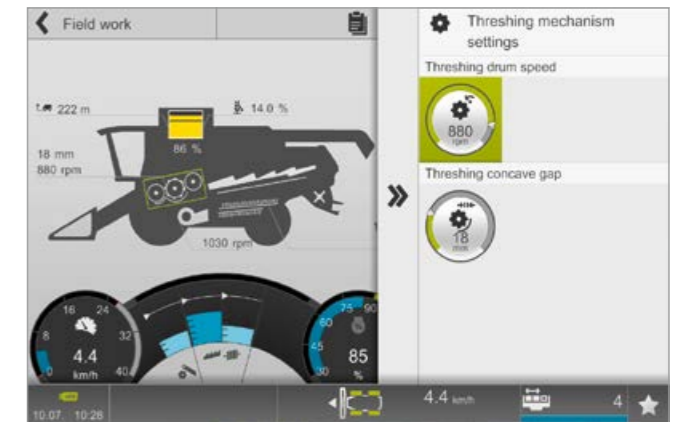 Field work
222 m
14.0 %
86 %
18 mm
880 rpm
1030 rpm
Threshing mechanism
settings
Threshing drum speed
880
rpm
Threshing concave gap
18
mm
8
16
24
32
40
0
4.4
km/h
30
45
60
75
90
85
%
10.07. 10:28
4.4 km/h
4